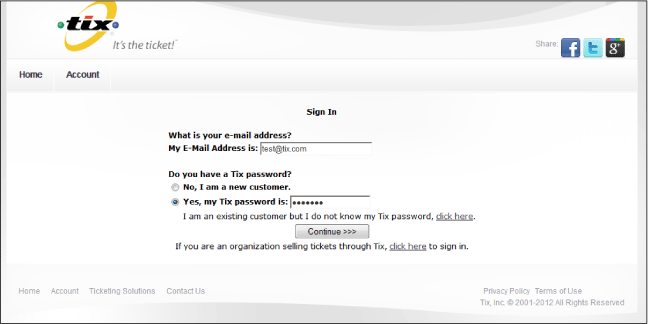 tix
It's the ticket!
Share:
Home Account
Sign In
What is your e-mail address?
My E-Mail Address is: test@tix.com
Do you have a Tix password?
No, I am a new customer.
Yes, my Tix password is: •••••••
I am an existing customer but I do not know my Tix password, click here.
Continue >>>
If you are an organization selling tickets through Tix, click here to sign in.
Home Account Ticketing Solutions Contact Us
Privacy Policy Terms of Use
Tix, Inc. © 2001-2012 All Rights Reserved